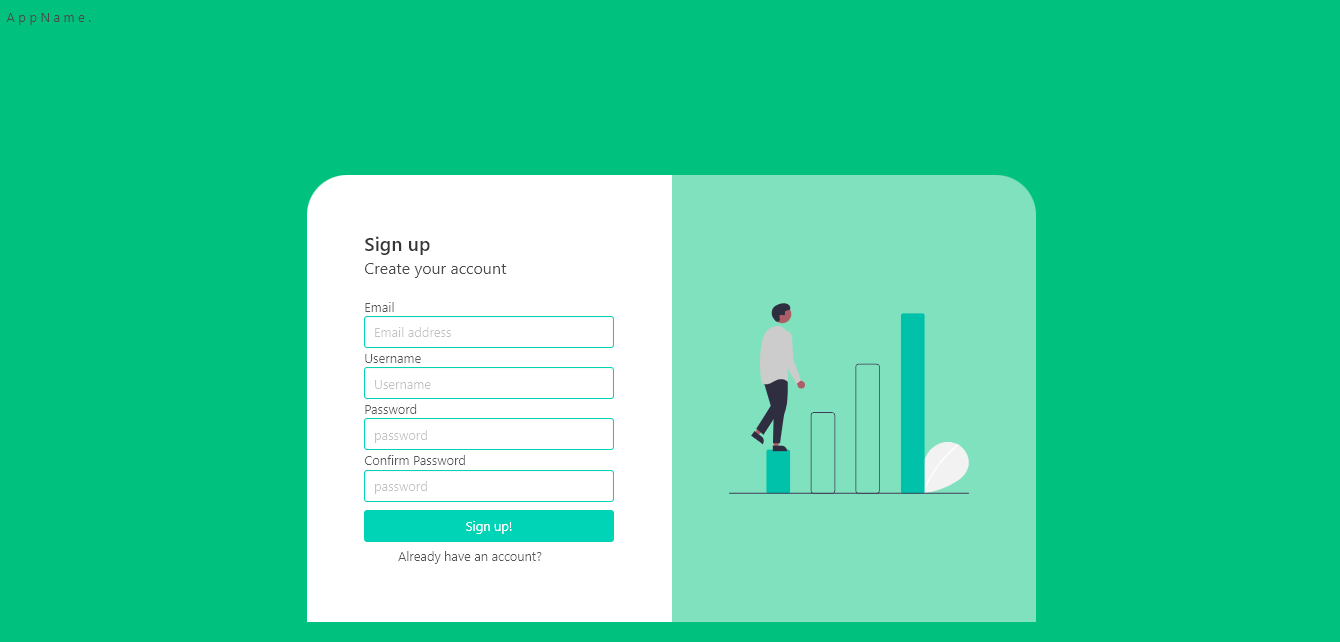 AppName.
Sign up
Create your account
Email
Email address
Username
Username
Password
password
Confirm Password
password
Sign up!
Already have an account?